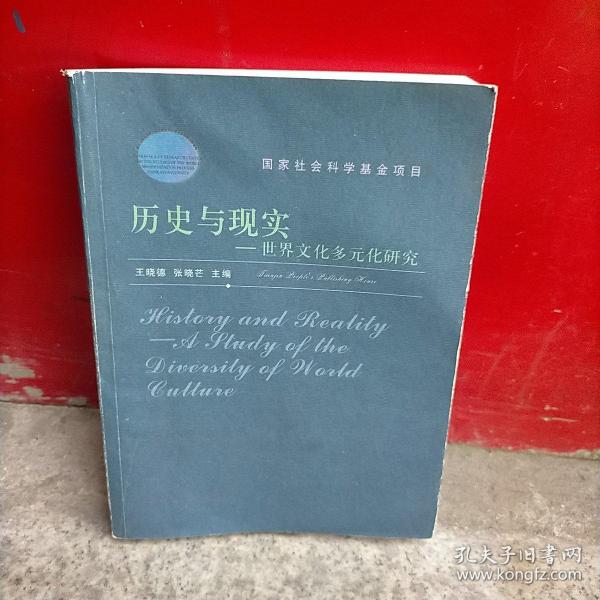 国家社会科学基金项目
历史与现实
—世界文化多元化研究
王晓德 张晓芒 主编
Tianjin People's Publishing House
History and Reality
—A Study of the
Diversity of World
Culture
孔夫子旧书网
www.kongfz.com